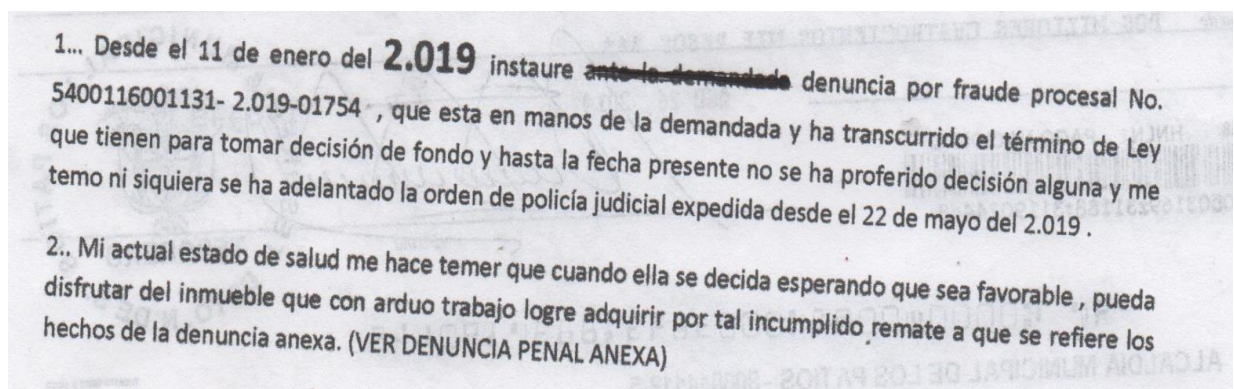 1... Desde el 11 de enero del 2.019 instaure ante la demandada denuncia por fraude procesal No.
5400116001131- 2.019-01754 , que esta en manos de la demandada y ha transcurrido el término de Ley
que tienen para tomar decisión de fondo y hasta la fecha presente no se ha proferido decisión alguna y me
temo ni siquiera se ha adelantado la orden de policía judicial expedida desde el 22 de mayo del 2.019 .
2.. Mi actual estado de salud me hace temer que cuando ella se decida esperando que sea favorable , pueda
disfrutar del inmueble que con arduo trabajo logre adquirir por tal incumplido remate a que se refiere los
hechos de la denuncia anexa. (VER DENUNCIA PENAL ANEXA)
ALCALDIA MUNICIPAL DE LOS PATIOS -